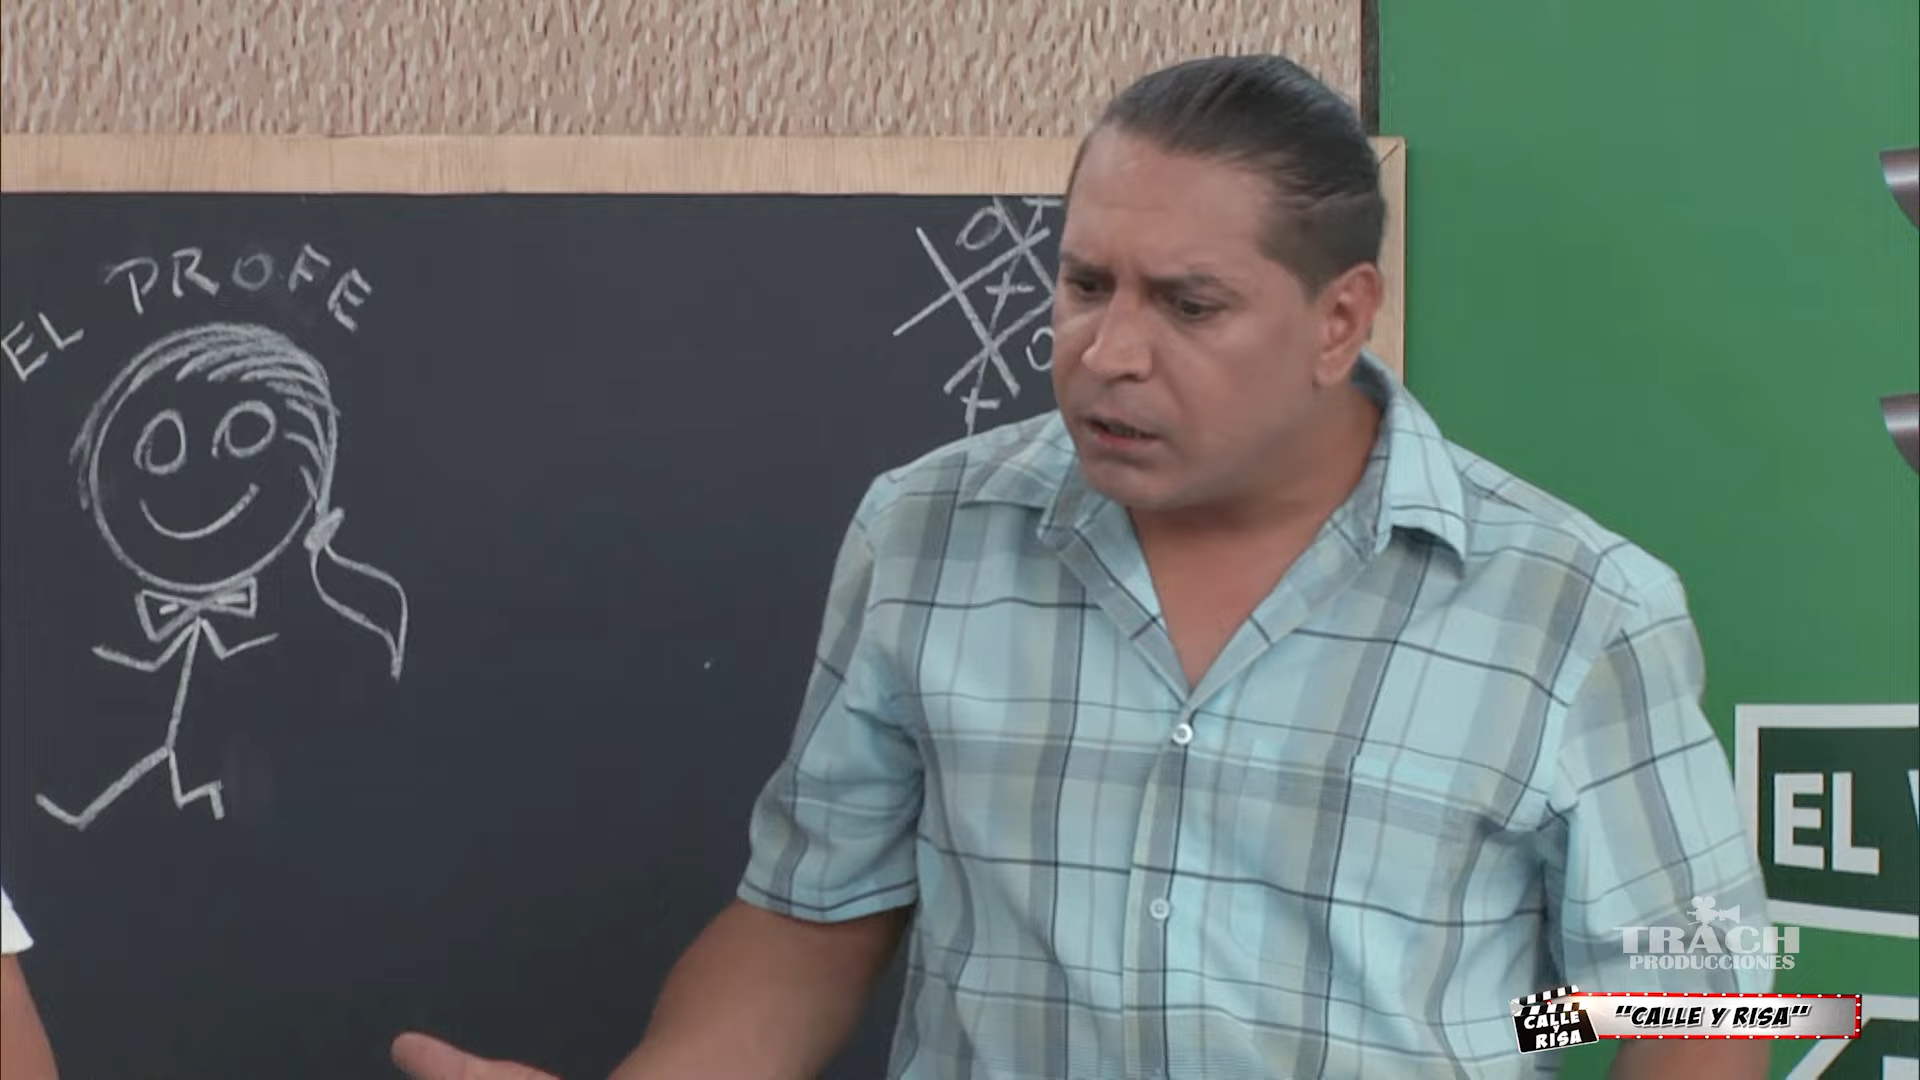 EL PROFE
O
X
O
X
EL
TRACH
PRODUCCIONES
CALLE
Y
RISA
"CALLE Y RISA"